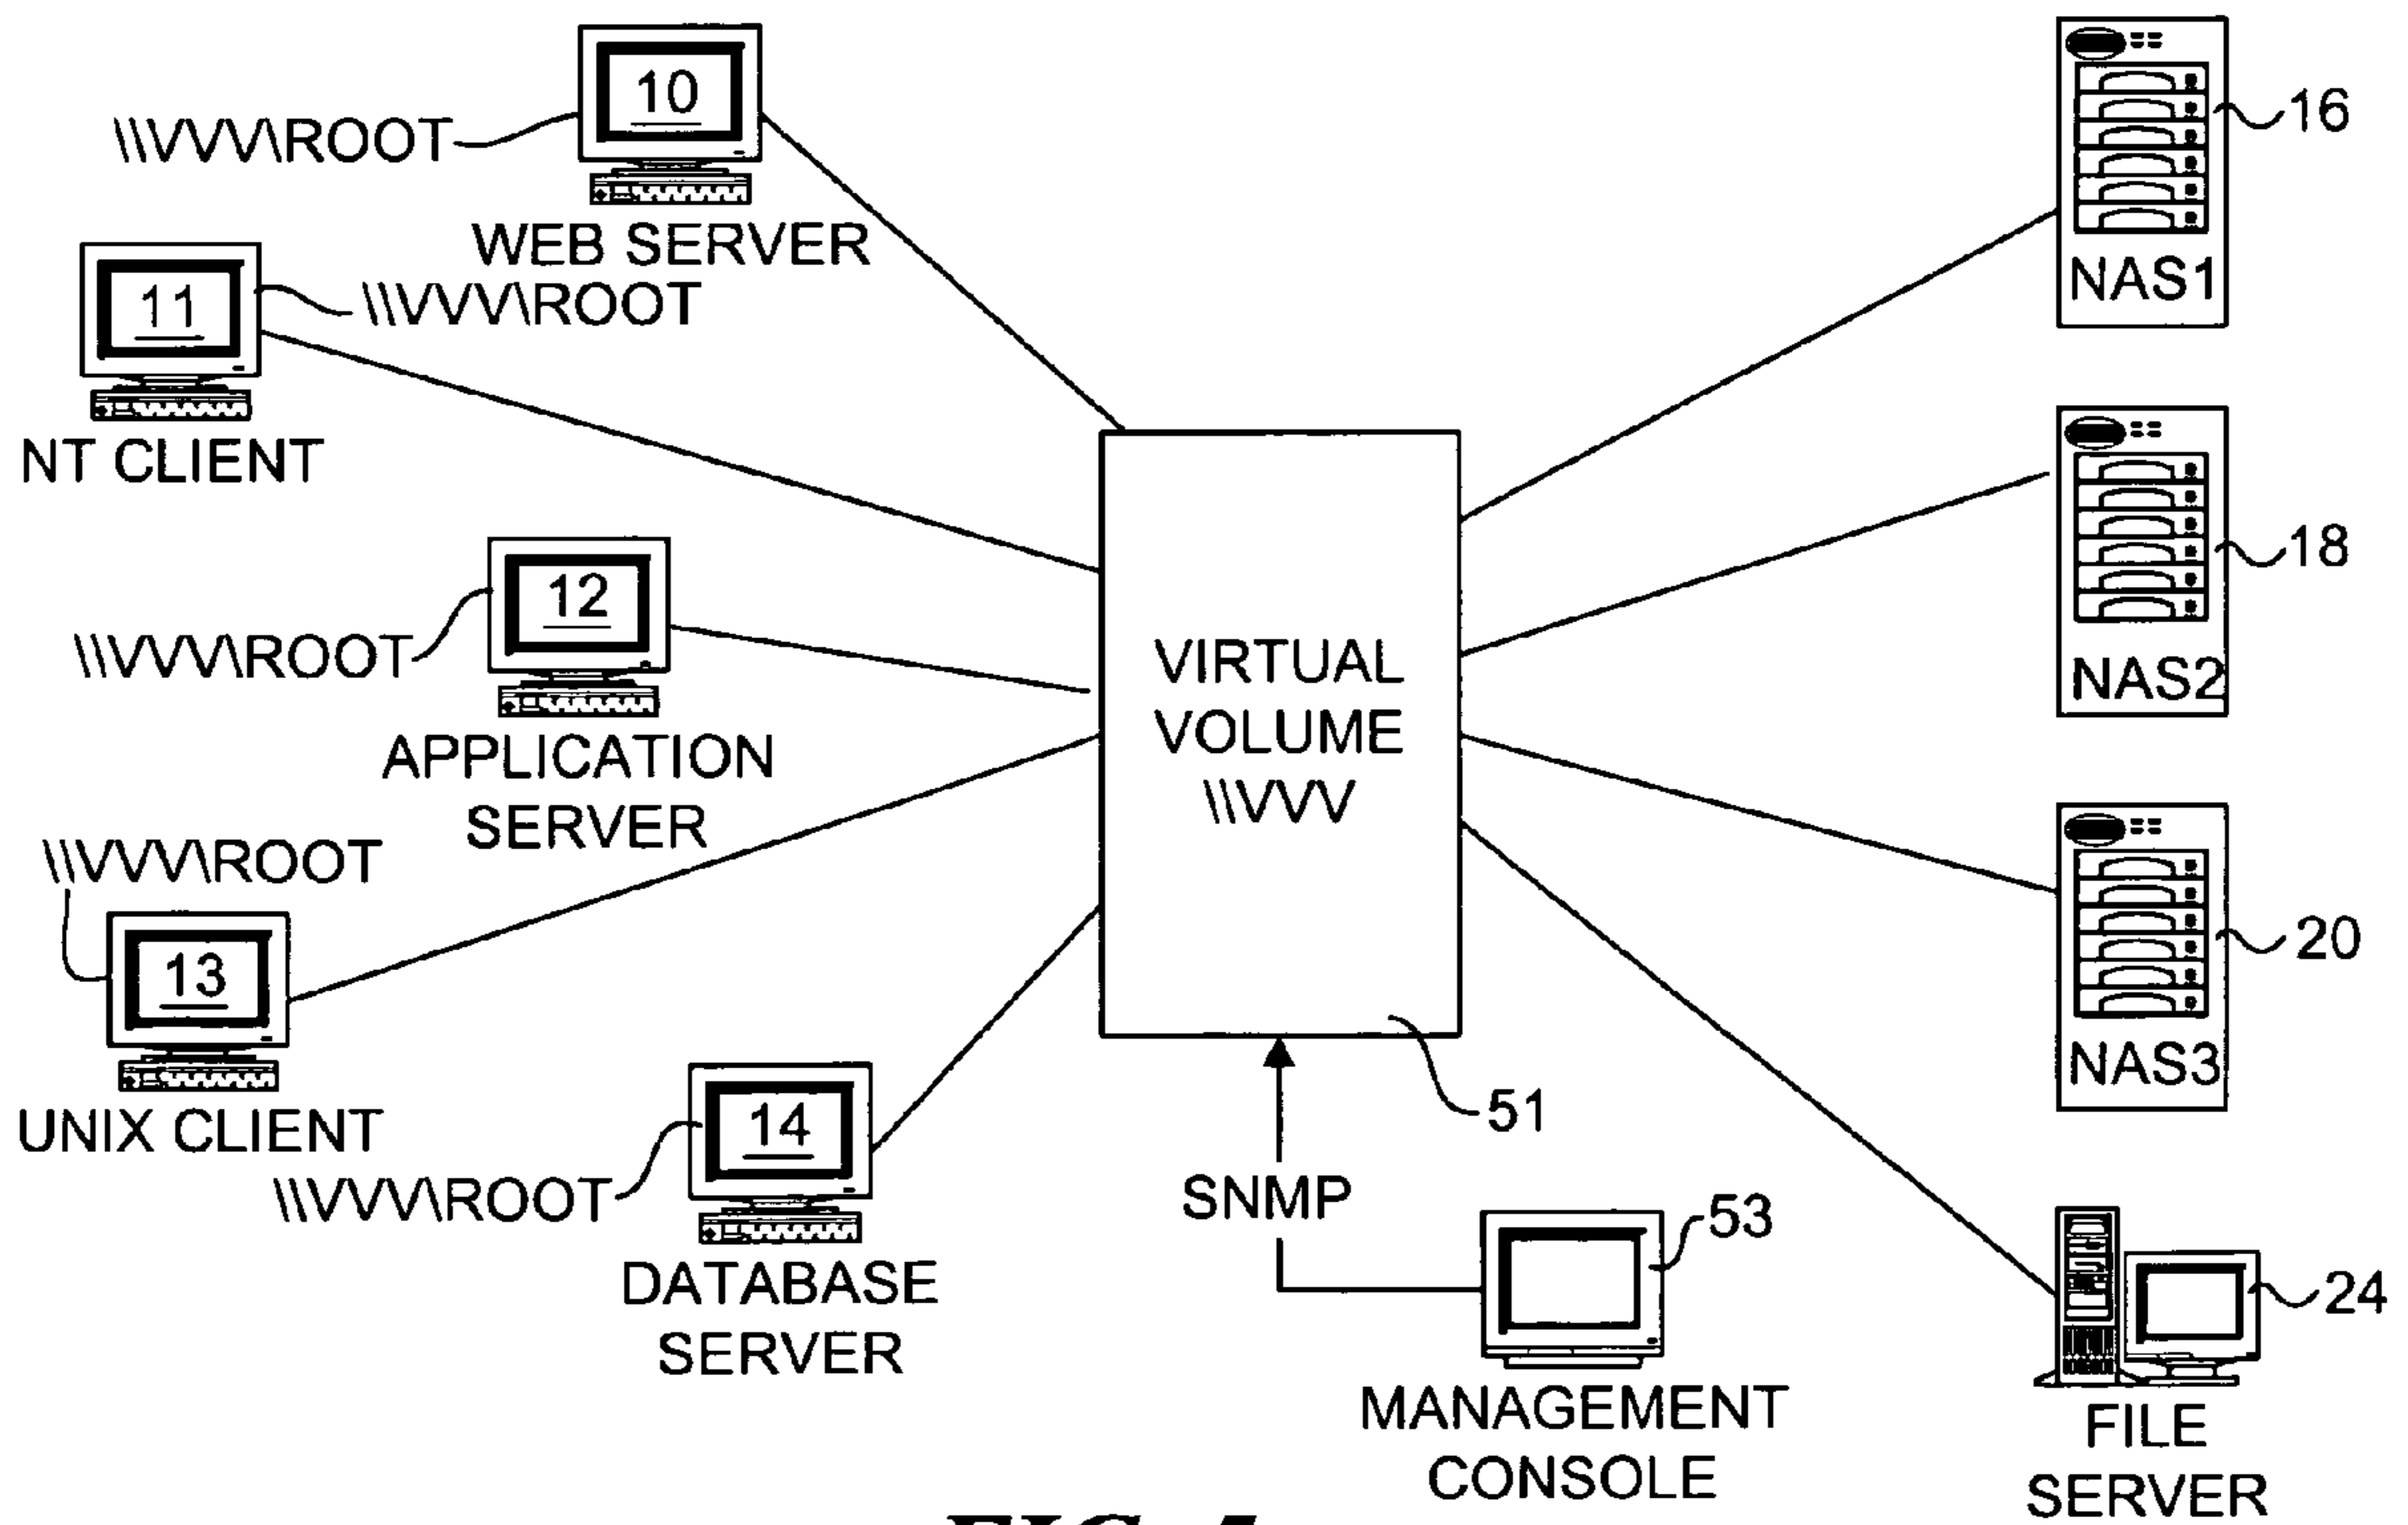 10
\\VVV\ROOT
WEB SERVER
11
\\VVV\ROOT
NT CLIENT
12
\\VVV\ROOT
APPLICATION
SERVER
\\VVV\ROOT
13
UNIX CLIENT
14
\\VVV\ROOT
DATABASE
SERVER
VIRTUAL
VOLUME
\\VVV
51
SNMP
53
MANAGEMENT
CONSOLE
16
NAS1
18
NAS2
20
NAS3
24
FILE
SERVER